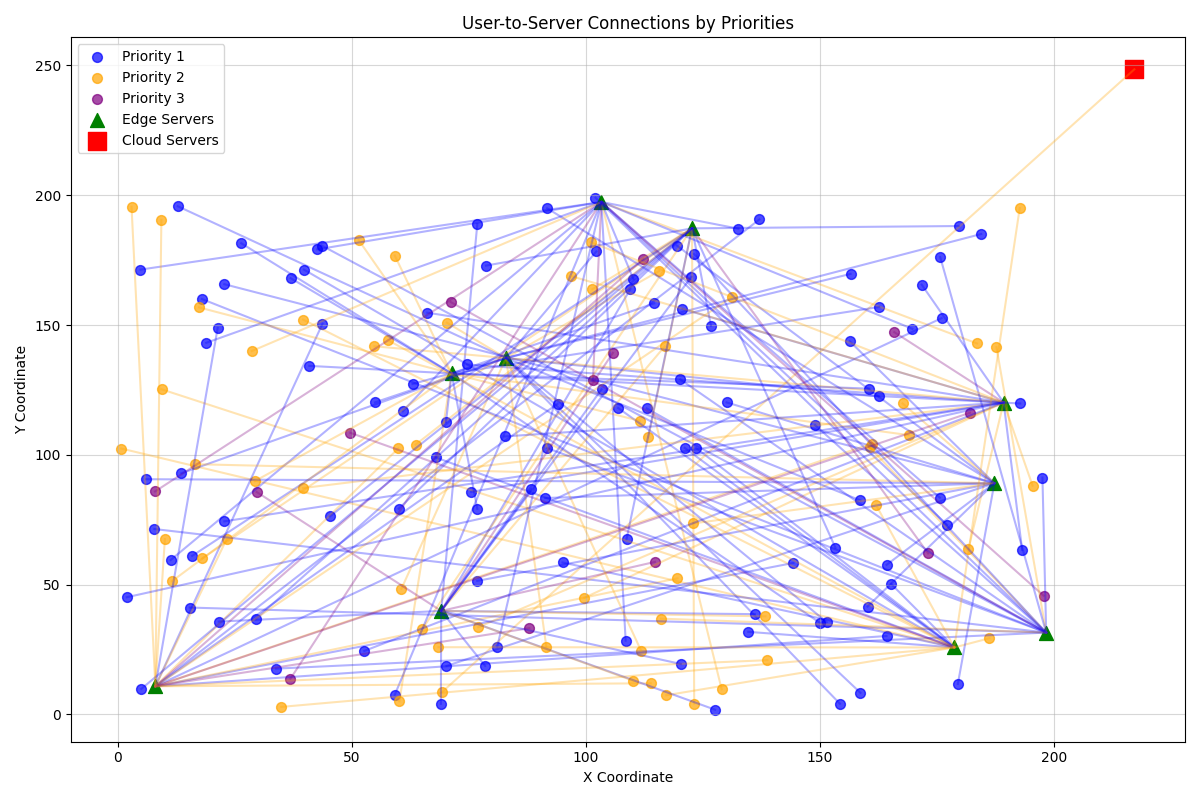 User-to-Server Connections by Priorities
Priority 1
Priority 2
Priority 3
Edge Servers
Cloud Servers
Y Coordinate
250
200
150
100
50
0
0
50
100
150
200
X Coordinate